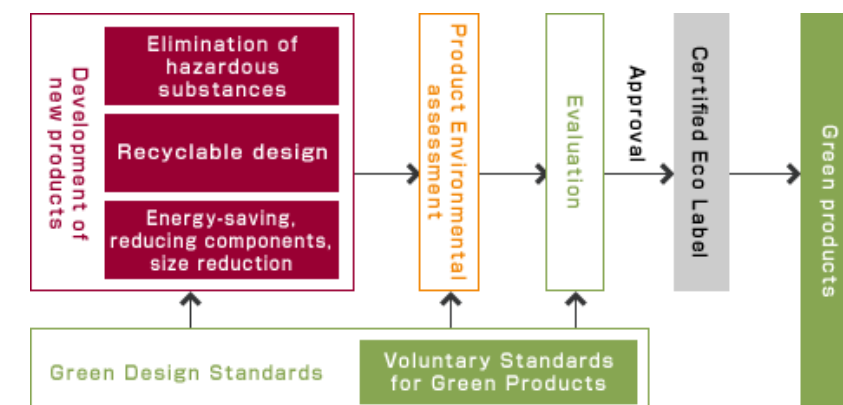 Development of
new products
Elimination of
hazardous
substances
Recyclable design
Energy-saving,
reducing components,
size reduction
Product Environmental
assessment
Evaluation
Approval
Certified Eco Label
Green products
Green Design Standards
Voluntary Standards
for Green Products